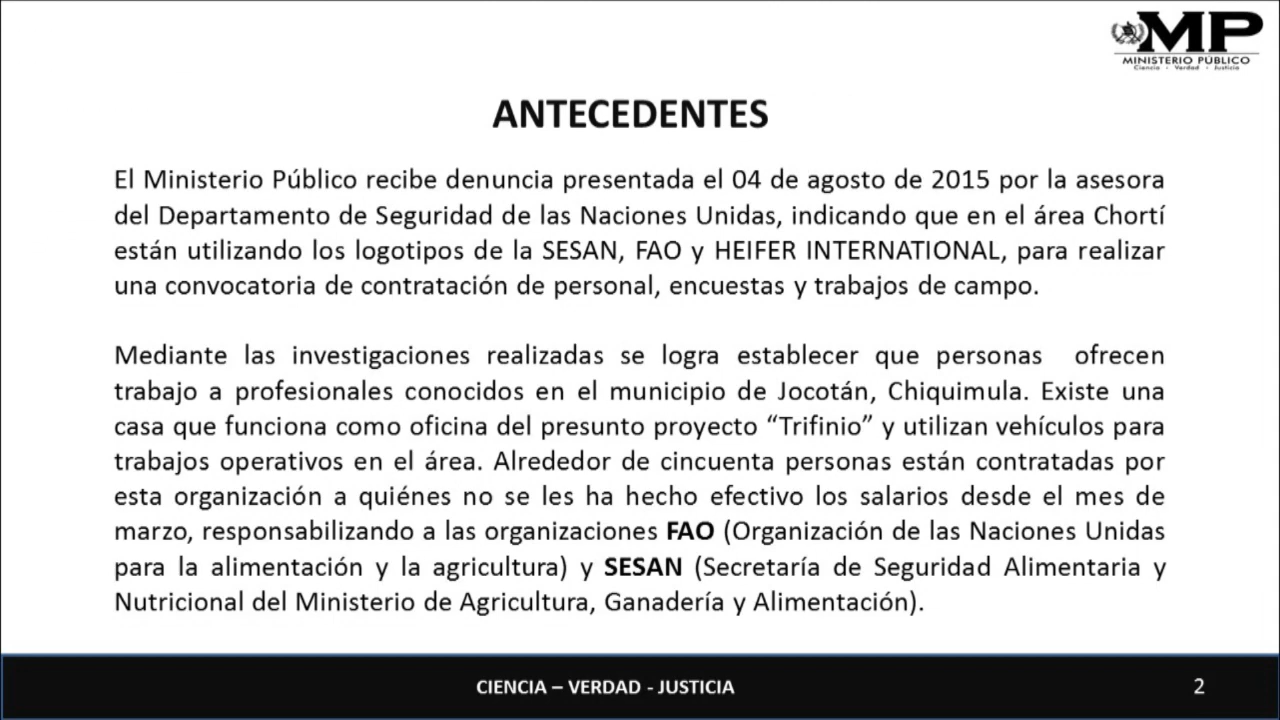 MP
MINISTERIO PÚBLICO
Ciencia - Verdad - Justicia
ANTECEDENTES
El Ministerio Público recibe denuncia presentada el 04 de agosto de 2015 por la asesora
del Departamento de Seguridad de las Naciones Unidas, indicando que en el área Chortí
están utilizando los logotipos de la SESAN, FAO y HEIFER INTERNATIONAL, para realizar
una convocatoria de contratación de personal, encuestas y trabajos de campo.
Mediante las investigaciones realizadas se logra establecer que personas ofrecen
trabajo a profesionales conocidos en el municipio de Jocotán, Chiquimula. Existe una
casa que funciona como oficina del presunto proyecto “Trifinio” y utilizan vehículos para
trabajos operativos en el área. Alrededor de cincuenta personas están contratadas por
esta organización a quiénes no se les ha hecho efectivo los salarios desde el mes de
marzo, responsabilizando a las organizaciones FAO (Organización de las Naciones Unidas
para la alimentación y la agricultura) y SESAN (Secretaría de Seguridad Alimentaria y
Nutricional del Ministerio de Agricultura, Ganadería y Alimentación).
CIENCIA – VERDAD - JUSTICIA
2